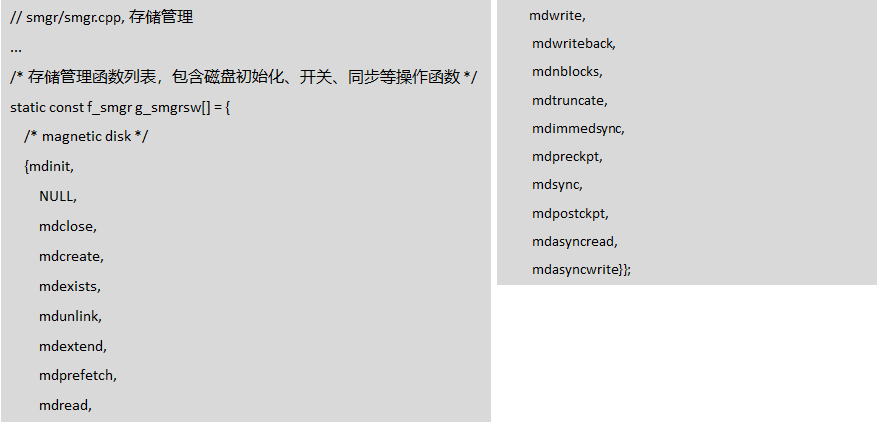 // smgr/smgr.cpp, 存储管理
...
/* 存储管理函数列表，包含磁盘初始化、开关、同步等操作函数 */
static const f_smgr g_smgrsw[] = {
/* magnetic disk */
{mdinit,
NULL,
mdclose,
mdcreate,
mdexists,
mdunlink,
mdextend,
mdprefetch,
mdread,
mdwrite,
mdwriteback,
mdnblocks,
mdtruncate,
mdimmedsync,
mdpreckpt,
mdsync,
mdpostckpt,
mdasyncread,
mdasyncwrite}};